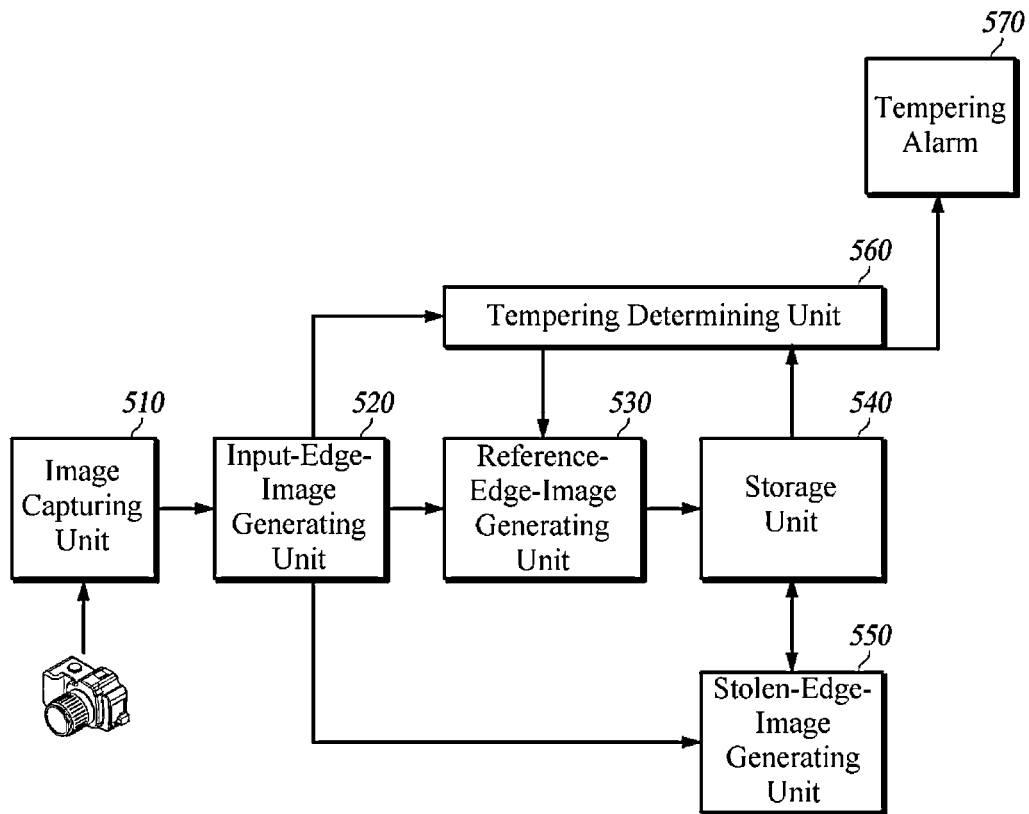 570
Tempering
Alarm
560
Tempering Determining Unit
510
Image
Capturing
Unit
520
Input-Edge-
Image
Generating
Unit
530
Reference-
Edge-Image
Generating
Unit
540
Storage
Unit
550
Stolen-Edge-
Image
Generating
Unit